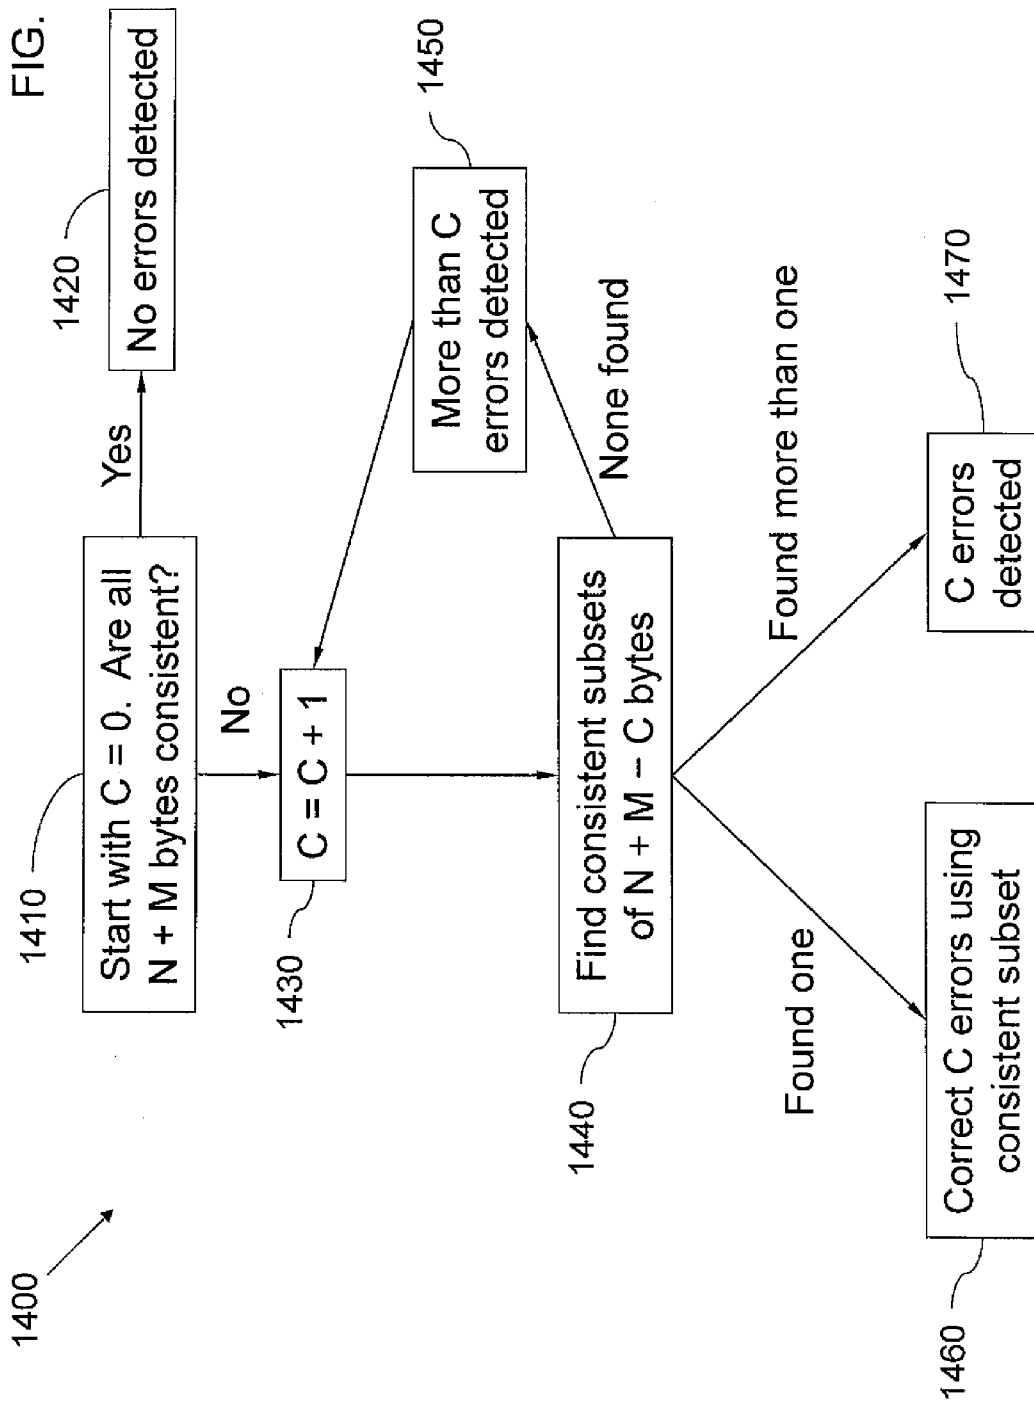 FIG.
1400
1410
Start with C = 0. Are all
N + M bytes consistent?
Yes
1420
No errors detected
No
1430
C = C + 1
1450
More than C
errors detected
1440
Find consistent subsets
of N + M – C bytes
None found
Found one
Found more than one
1460
Correct C errors using
consistent subset
1470
C errors
detected